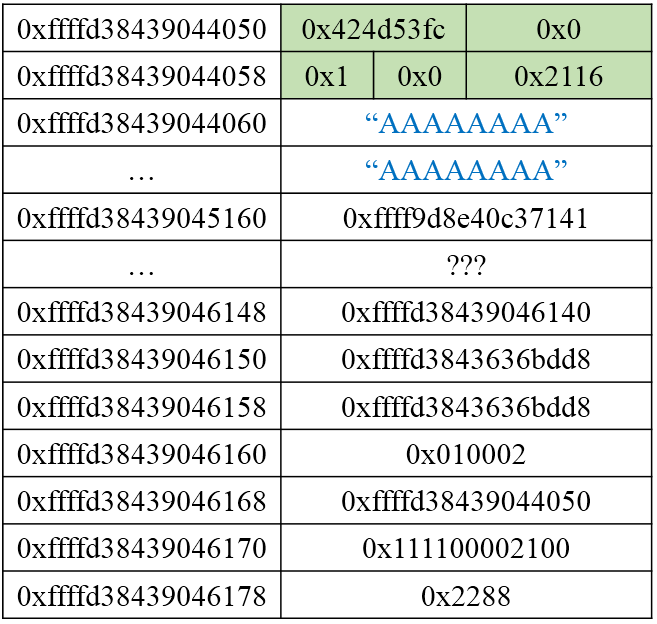 0xffffd38439044050 0x424d53fc 0x0
0xffffd38439044058 0x1 0x0 0x2116
0xffffd38439044060 “AAAAAAAA”
… “AAAAAAAA”
0xffffd38439045160 0xffff9d8e40c37141
… ???
0xffffd38439046148 0xffffd38439046140
0xffffd38439046150 0xffffd3843636bdd8
0xffffd38439046158 0xffffd3843636bdd8
0xffffd38439046160 0x010002
0xffffd38439046168 0xffffd38439044050
0xffffd38439046170 0x111100002100
0xffffd38439046178 0x2288